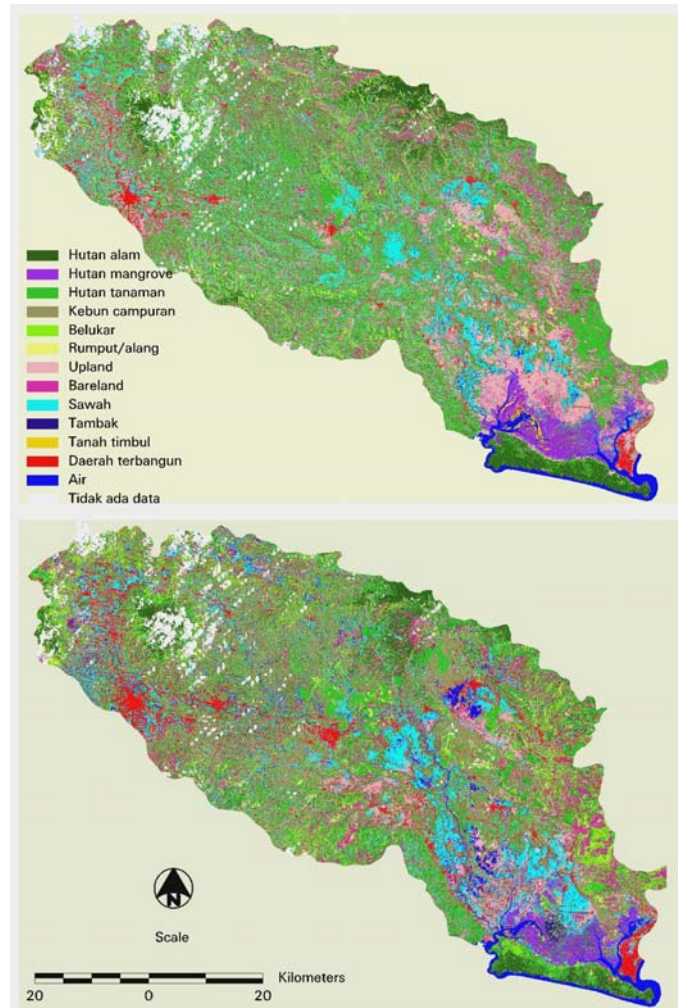 Hutan alam
Hutan mangrove
Hutan tanaman
Kebun campuran
Belukar
Rumput/alang
Upland
Bareland
Sawah
Tambak
Tanah timbul
Daerah terbangun
Air
Tidak ada data
N
Scale
Kilometers
20 0 20